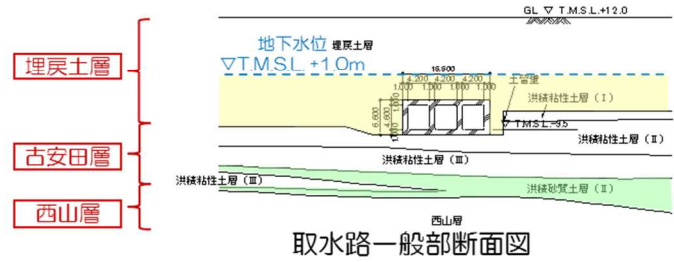 GL ▽ T.M.S.L.+12.0
地下水位 埋戻土層
▽T.M.S.L. +1.0m
埋戻土層
4.200 4.200 4.200
1.000 1.000 1.000 1.000
6.600
4.600
1.000
1.000
土留壁
洪積粘性土層(Ⅰ)
▽ T.M.S.L.-9.5
洪積粘性土層(Ⅱ)
古安田層
洪積粘性土層(Ⅲ)
洪積粘性土層(Ⅲ)
洪積砂質土層(Ⅱ)
西山層
西山層
取水路一般部断面図